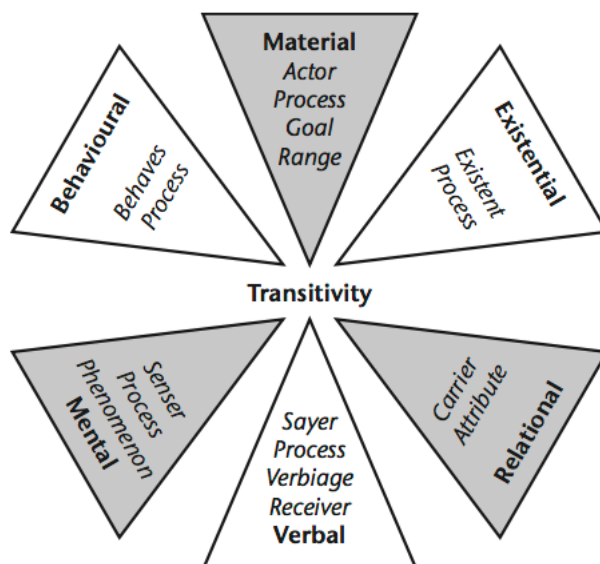 Material
Actor
Process
Goal
Range
Behavioural
Behaves
Process
Existential
Existent
Process
Transitivity
Senser
Process
Phenomenon
Mental
Sayer
Process
Verbiage
Receiver
Verbal
Carrier
Attribute
Relational